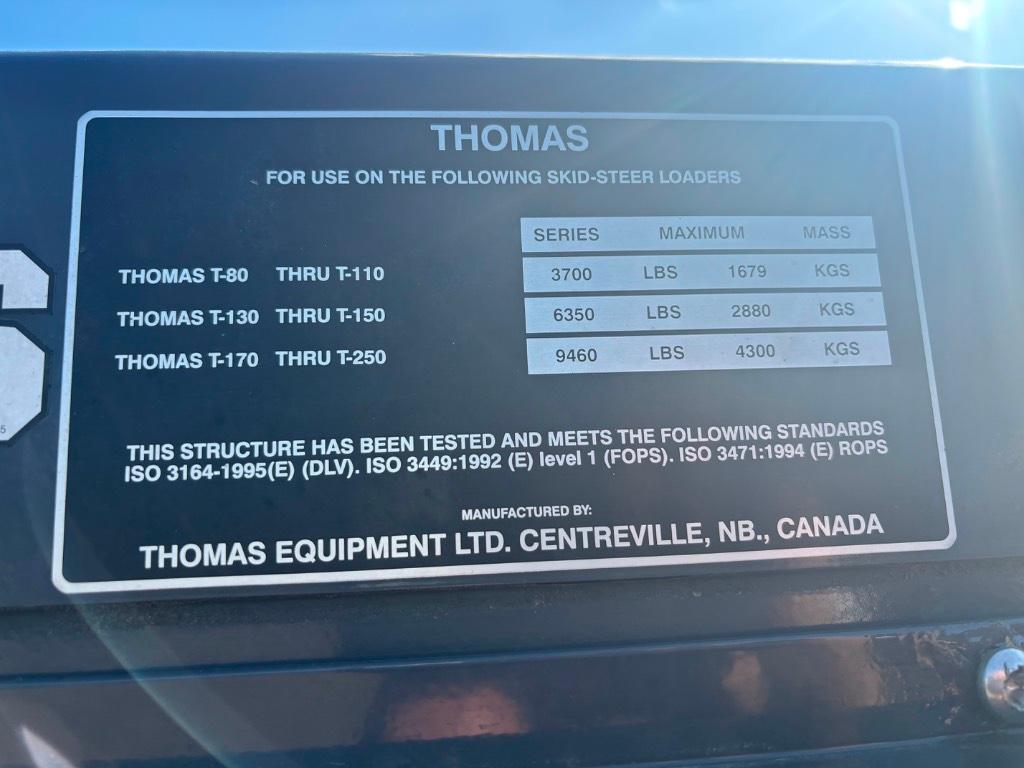 THOMAS
FOR USE ON THE FOLLOWING SKID-STEER LOADERS
SERIES MAXIMUM MASS
THOMAS T-80 THRU T-110 3700 LBS 1679 KGS
THOMAS T-130 THRU T-150 6350 LBS 2880 KGS
THOMAS T-170 THRU T-250 9460 LBS 4300 KGS
THIS STRUCTURE HAS BEEN TESTED AND MEETS THE FOLLOWING STANDARDS
ISO 3164-1995(E) (DLV). ISO 3449:1992 (E) level 1 (FOPS). ISO 3471:1994 (E) ROPS
MANUFACTURED BY:
THOMAS EQUIPMENT LTD. CENTREVILLE, NB., CANADA